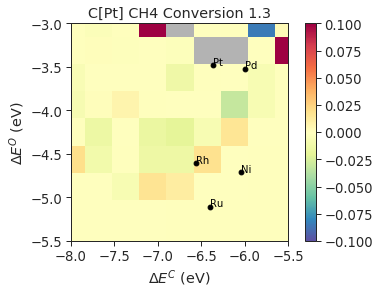 C[Pt] CH4 Conversion 1.3
−3.0
−3.5
−4.0
−4.5
−5.0
−5.5
ΔE^O (eV)
Pt
Pd
Rh
Ni
Ru
−8.0 −7.5 −7.0 −6.5 −6.0 −5.5
ΔE^C (eV)
0.100
0.075
0.050
0.025
0.000
−0.025
−0.050
−0.075
−0.100